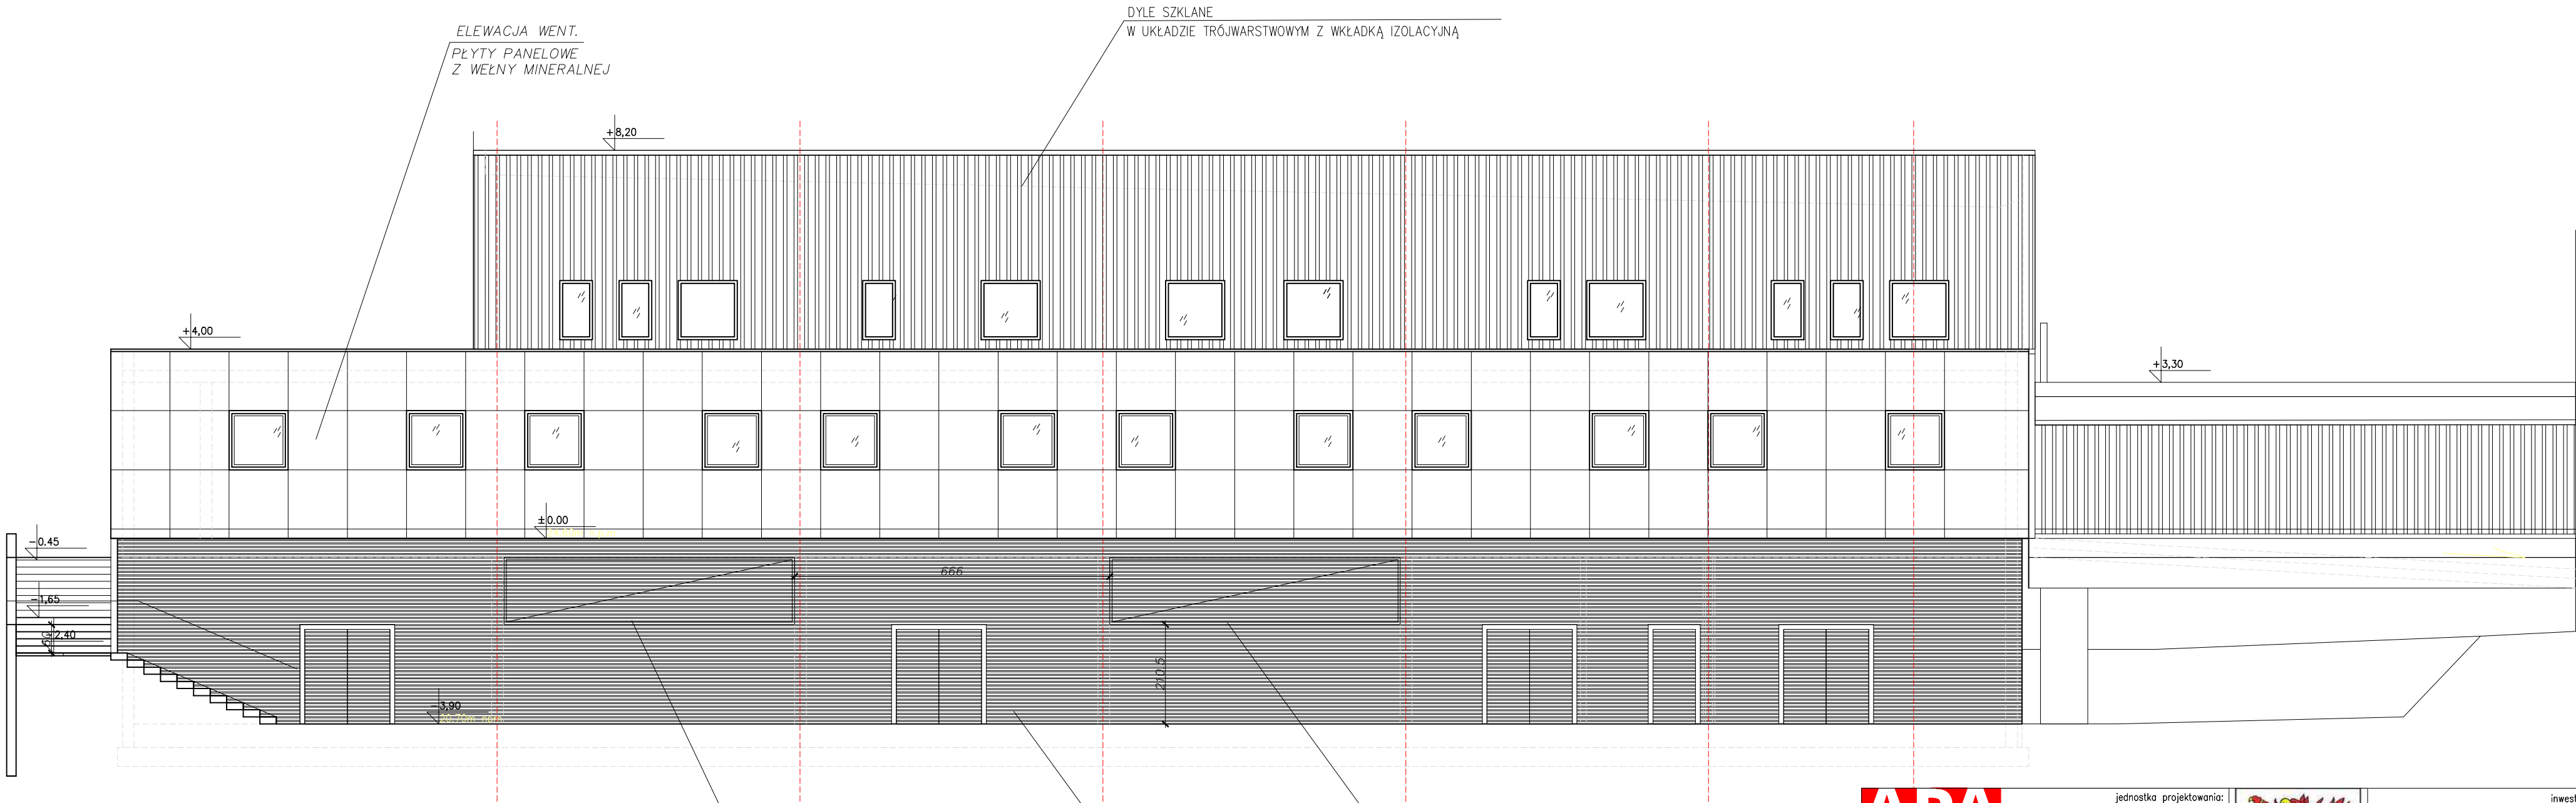 DYLE SZKLANE
W UKŁADZIE TRÓJWARSTWOWYM Z WKŁADKĄ IZOLACYJNĄ
ELEWACJA WENT.
PŁYTY PANELOWE
Z WEŁNY MINERALNEJ
+8,20
+4,00
+3,30
±0.00
-0.45
666
-1,65
2,40
210.5
-3,90
ARA
jednostka projektowania: